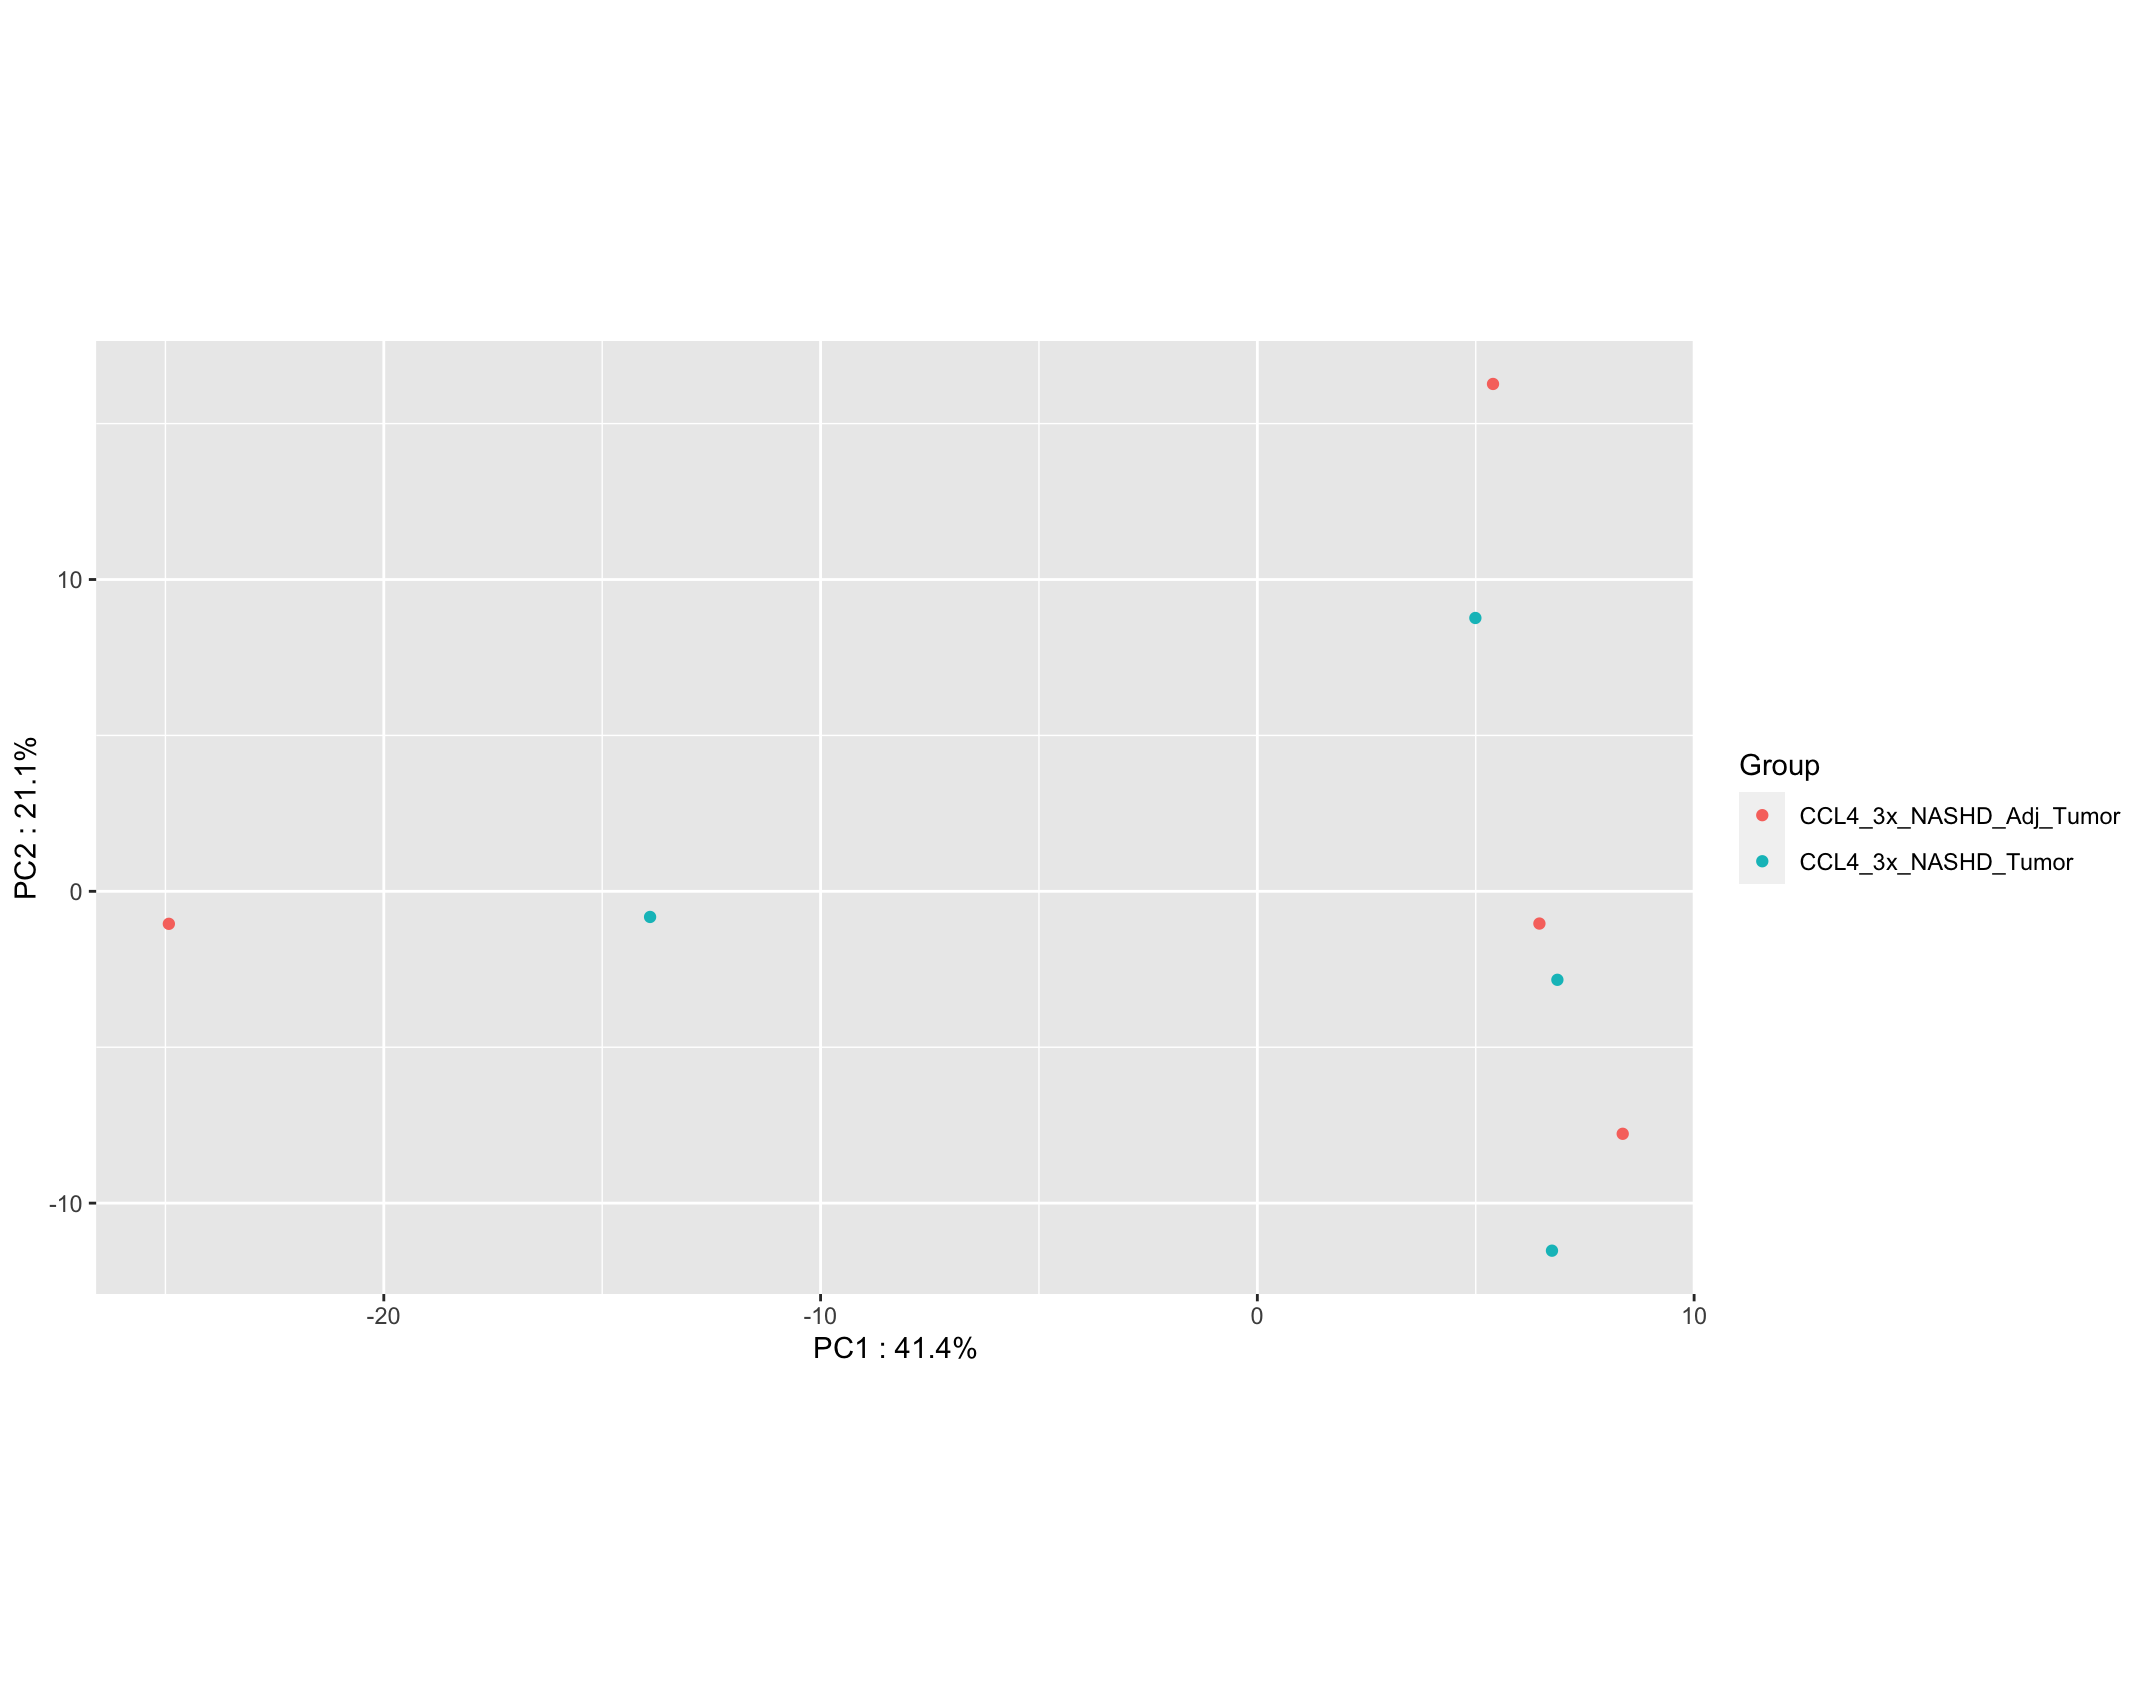 10
0
-10
PC2 : 21.1%
-20
-10
0
10
PC1 : 41.4%
Group
CCL4_3x_NASHD_Adj_Tumor
CCL4_3x_NASHD_Tumor